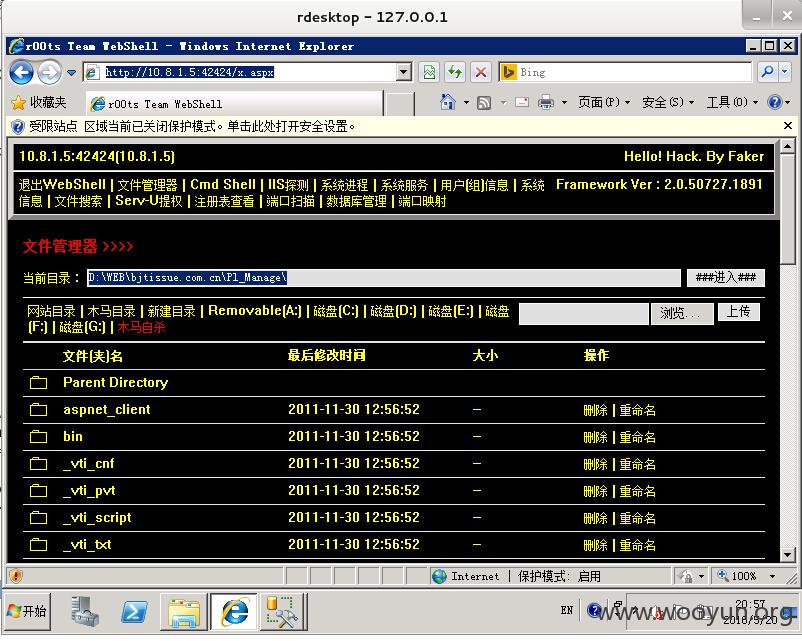 rdesktop - 127.0.0.1
r00ts Team WebShell - Windows Internet Explorer
http://10.8.1.5:42424/x.aspx
Bing
收藏夹
r00ts Team WebShell
页面(P)
安全(S)
工具(O)
受限站点 区域当前已关闭保护模式。单击此处打开安全设置。
10.8.1.5:42424(10.8.1.5)
Hello! Hack. By Faker
退出WebShell | 文件管理器 | Cmd Shell | IIS探测 | 系统进程 | 系统服务 | 用户(组)信息 | 系统
Framework Ver : 2.0.50727.1891
信息 | 文件搜索 | Serv-U提权 | 注册表查看 | 端口扫描 | 数据库管理 | 端口映射
文件管理器 >>>>
当前目录 :
D:\WEB\bjtissue.com.cn\Pl_Manage\
###进入###
网站目录 | 木马目录 | 新建目录 | Removable(A:) | 磁盘(C:) | 磁盘(D:) | 磁盘(E:) | 磁盘
(F:) | 磁盘(G:) | 木马自杀
浏览...
上传
文件(夹)名 最后修改时间 大小 操作
Parent Directory
aspnet_client 2011-11-30 12:56:52 -- 删除 | 重命名
bin 2011-11-30 12:56:52 -- 删除 | 重命名
_vti_cnf 2011-11-30 12:56:52 -- 删除 | 重命名
_vti_pvt 2011-11-30 12:56:52 -- 删除 | 重命名
_vti_script 2011-11-30 12:56:52 -- 删除 | 重命名
_vti_txt 2011-11-30 12:56:52 -- 删除 | 重命名
Internet | 保护模式: 启用
100%
开始
EN
20:57
www.wooyun.org